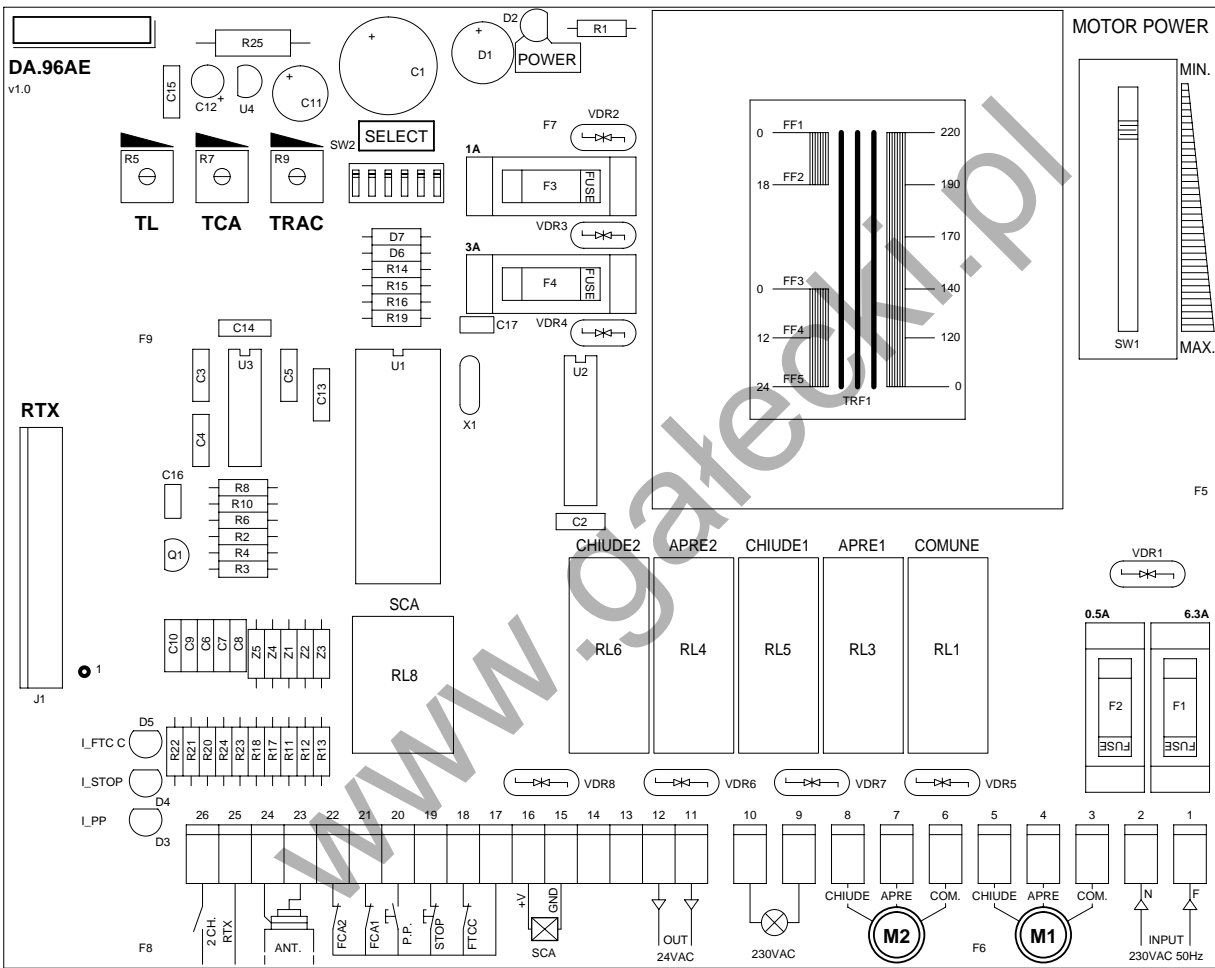 DA.96AE
v1.0
R25
C15
C12
+
U4
+
C11
+
C1
+
D1
D2
POWER
R1
MOTOR POWER
MIN.
MAX.
SW1
R5
R7
R9
TL
TCA
TRAC
SW2
SELECT
F7
VDR2
1A
F3
FUSE
VDR3
3A
F4
FUSE
C17
VDR4
D7
D6
R14
R15
R16
R19
0
FF1
18
FF2
0
FF3
12
FF4
24
FF5
220
190
170
140
120
0
TRF1
F9
C14
C3
U3
C5
C13
C4
U1
X1
U2
C2
RTX
J1
1
C16
Q1
R8
R10
R6
R2
R4
R3
F5
CHIUDE2
APRE2
CHIUDE1
APRE1
COMUNE
RL6
RL4
RL5
RL3
RL1
SCA
RL8
VDR1
0.5A
6.3A
F2
F1
FUSE
FUSE
C10
C9
C6
C7
C8
Z5
Z4
Z1
Z2
Z3
R22
R21
R20
R24
R23
R18
R17
R11
R12
R13
D5
I_FTC C
I_STOP
D4
I_PP
D3
VDR8
VDR6
VDR7
VDR5
26 25 24 23 22 21 20 19 18 17 16 15 14 13 12 11 10 9 8 7 6 5 4 3 2 1
2 CH.
RTX
ANT.
FCA2
FCA1
P.P.
STOP
FTCC
+V
GND
SCA
OUT
24VAC
230VAC
CHIUDE APRE COM.
M2
CHIUDE APRE COM.
M1
N
F
INPUT
230VAC 50Hz
F8
F6
www.gałecki.pl